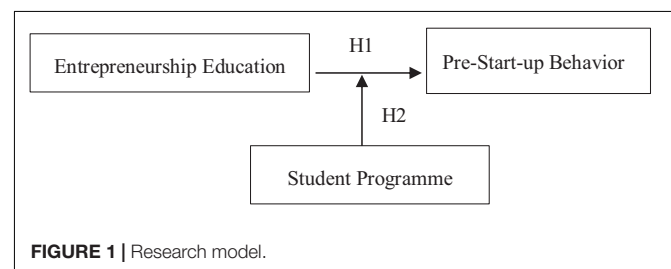 H1
Entrepreneurship Education
Pre-Start-up Behavior
H2
Student Programme
FIGURE 1 | Research model.